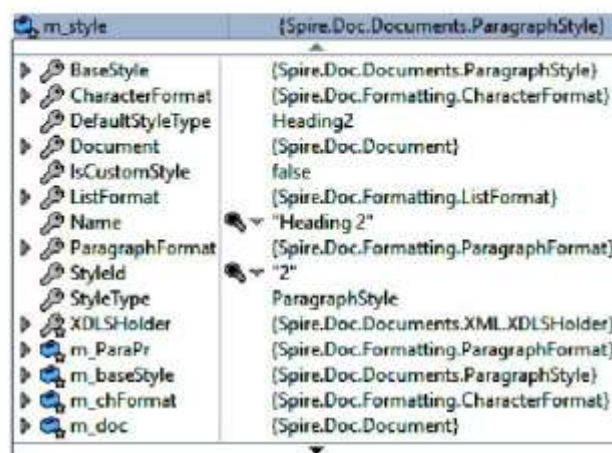 m_style {Spire.Doc.Documents.ParagraphStyle}
BaseStyle {Spire.Doc.Documents.ParagraphStyle}
CharacterFormat {Spire.Doc.Formatting.CharacterFormat}
DefaultStyleType Heading2
Document {Spire.Doc.Document}
IsCustomStyle false
ListFormat {Spire.Doc.Formatting.ListFormat}
Name "Heading 2"
ParagraphFormat {Spire.Doc.Formatting.ParagraphFormat}
StyleId "2"
StyleType ParagraphStyle
XDLSHolder {Spire.Doc.Documents.XML.XDLSHolder}
m_ParaPr {Spire.Doc.Formatting.ParagraphFormat}
m_baseStyle {Spire.Doc.Documents.ParagraphStyle}
m_chFormat {Spire.Doc.Formatting.CharacterFormat}
m_doc {Spire.Doc.Document}